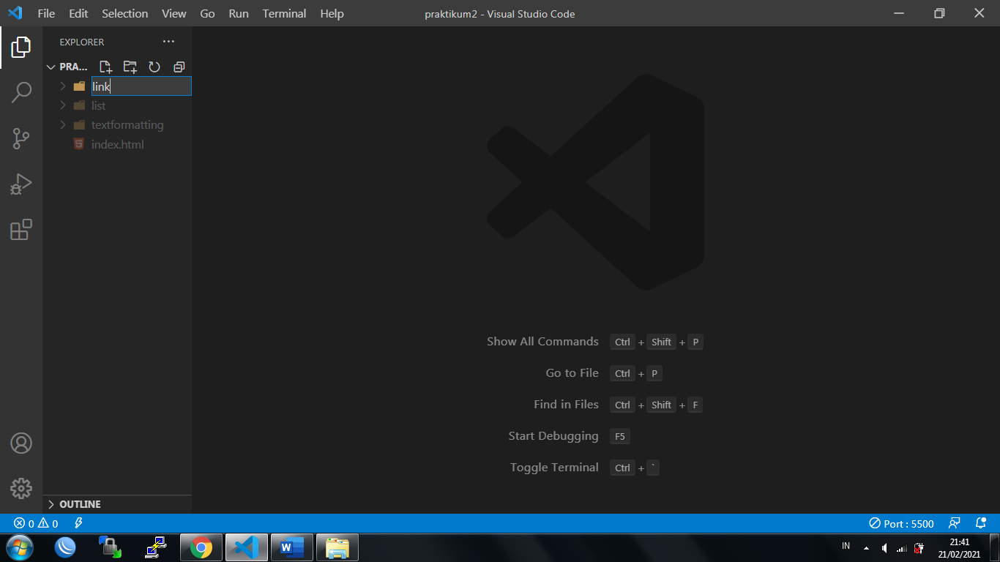 File Edit Selection View Go Run Terminal Help praktikum2 - Visual Studio Code
EXPLORER
PRA...
link
list
textformatting
index.html
Show All Commands Ctrl + Shift + P
Go to File Ctrl + P
Find in Files Ctrl + Shift + F
Start Debugging F5
Toggle Terminal Ctrl + `
OUTLINE
0 0 Port : 5500
W IN 21:41
21/02/2021